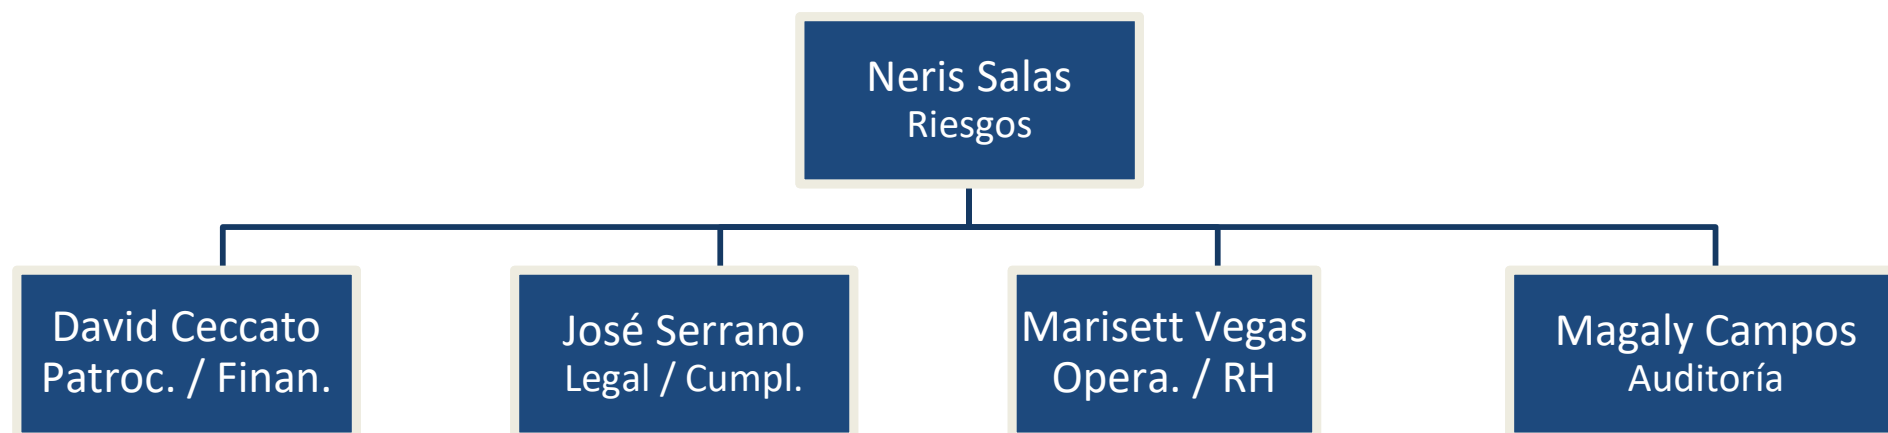 Neris Salas
Riesgos
David Ceccato
Patroc. / Finan.
José Serrano
Legal / Cumpl.
Marisett Vegas
Opera. / RH
Magaly Campos
Auditoría